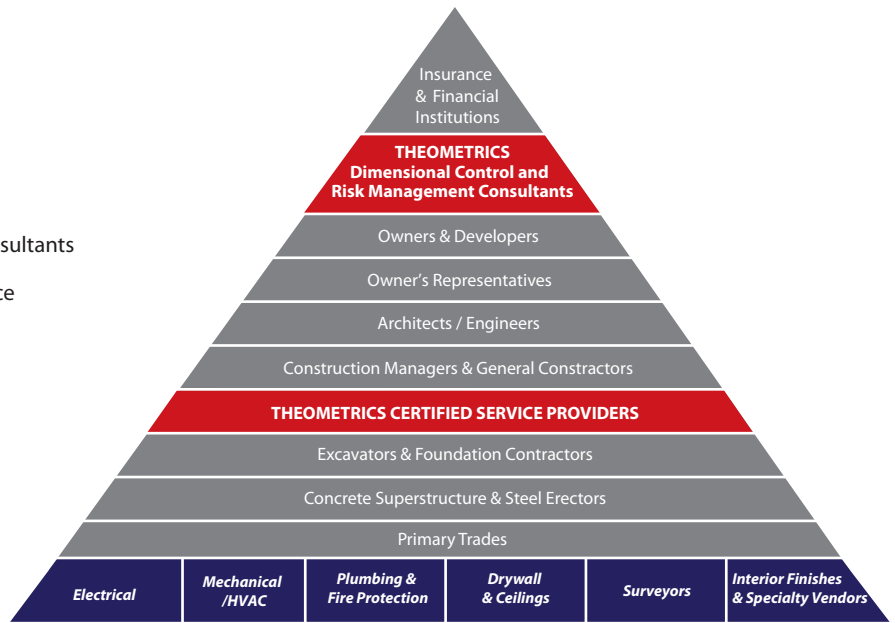 Insurance
& Financial
Institutions
THEOMETRICS
Dimensional Control and
Risk Management Consultants
sultants
Owners & Developers
Owner's Representatives
ce
Architects / Engineers
Construction Managers & General Constractors
THEOMETRICS CERTIFIED SERVICE PROVIDERS
Excavators & Foundation Contractors
Concrete Superstructure & Steel Erectors
Primary Trades
Electrical
Mechanical
/HVAC
Plumbing &
Fire Protection
Drywall
& Ceilings
Surveyors
Interior Finishes
& Specialty Vendors